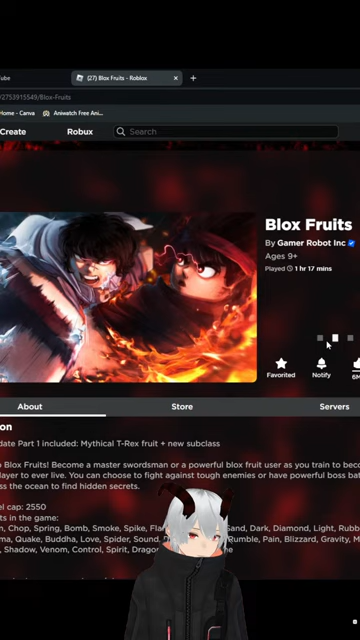 Tube
(27) Blox Fruits - Roblox
/2753915549/Blox-Fruits
Home - Canva
Aniwatch Free Ani...
Create
Robux
Search
Blox Fruits
By Gamer Robot Inc
Ages 9+
Played 1 hr 17 mins
Favorited
Notify
6M
About
Store
Servers
on
date Part 1 included: Mythical T-Rex fruit + new subclass
o Blox Fruits! Become a master swordsman or a powerful blox fruit user as you train to beco
layer to ever live. You can choose to fight against tough enemies or have powerful boss bat
ss the ocean to find hidden secrets.
el cap: 2550
ts in the game:
n, Chop, Spring, Bomb, Smoke, Spike, Fla Sand, Dark, Diamond, Light, Rubb
ma, Quake, Buddha, Love, Spider, Sound, Rumble, Pain, Blizzard, Gravity, M
, Shadow, Venom, Control, Spirit, Drago ne